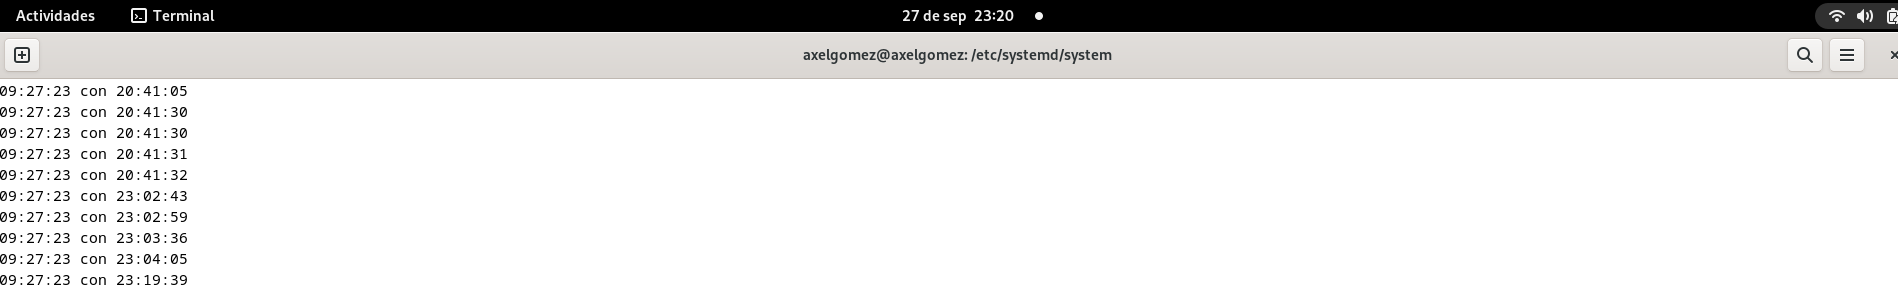 Actividades Terminal 27 de sep 23:20
axelgomez@axelgomez: /etc/systemd/system
09:27:23 con 20:41:05
09:27:23 con 20:41:30
09:27:23 con 20:41:30
09:27:23 con 20:41:31
09:27:23 con 20:41:32
09:27:23 con 23:02:43
09:27:23 con 23:02:59
09:27:23 con 23:03:36
09:27:23 con 23:04:05
09:27:23 con 23:19:39